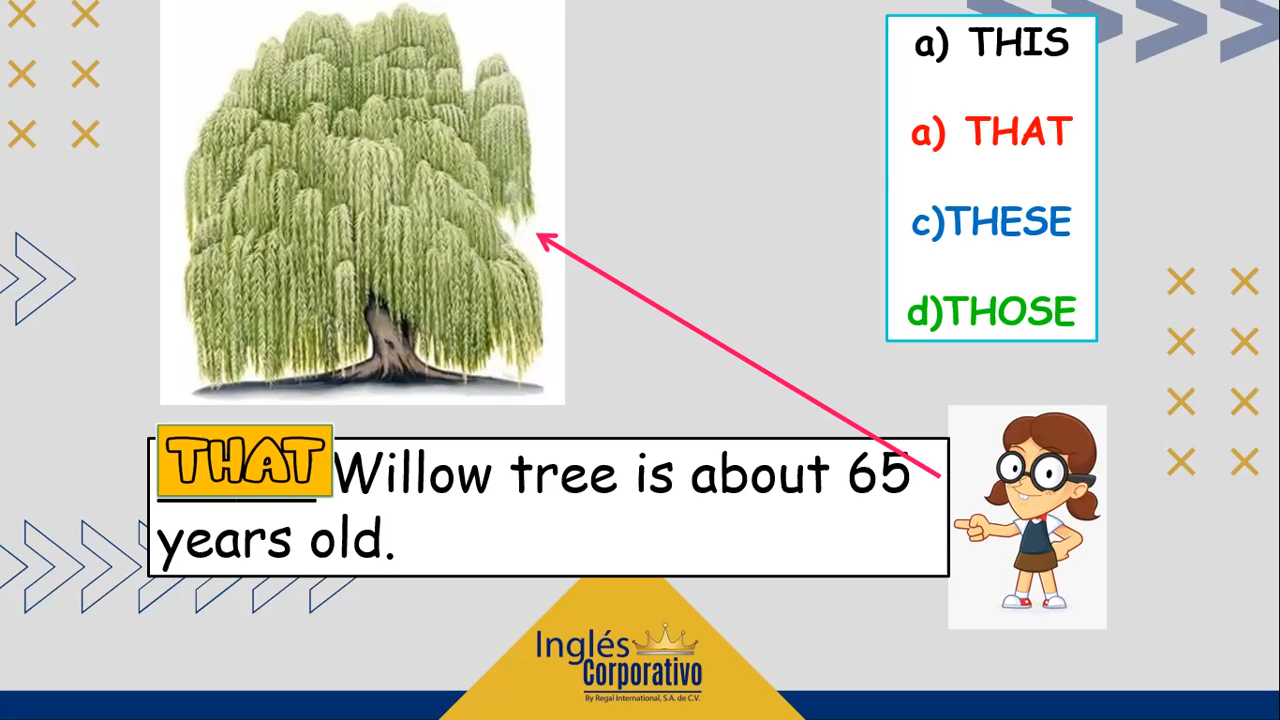 a) THIS
a) THAT
c)THESE
d)THOSE
THAT Willow tree is about 65
years old.
Inglés
Corporativo
By Regal International, S.A. de C.V.